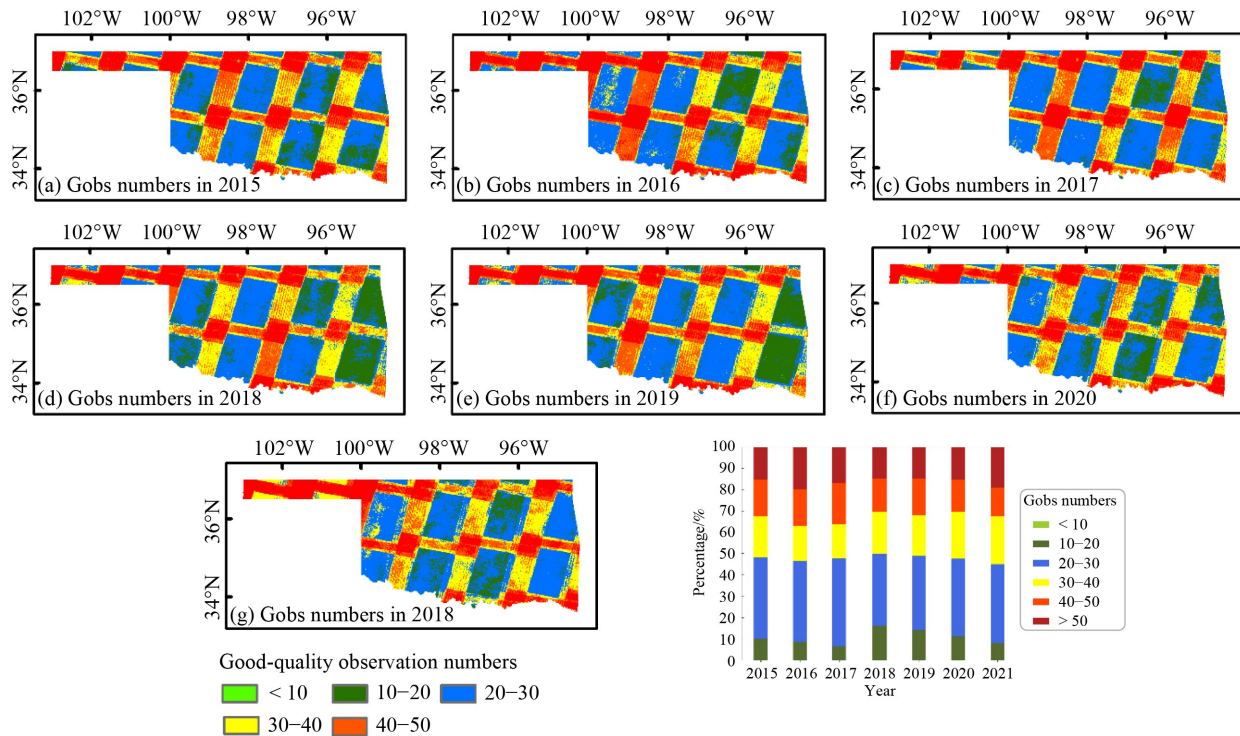 102°W 100°W 98°W 96°W
102°W 100°W 98°W 96°W
102°W 100°W 98°W 96°W
36°N
34°N
(a) Gobs numbers in 2015
36°N
34°N
(b) Gobs numbers in 2016
36°N
34°N
(c) Gobs numbers in 2017
102°W 100°W 98°W 96°W
102°W 100°W 98°W 96°W
102°W 100°W 98°W 96°W
36°N
34°N
(d) Gobs numbers in 2018
36°N
34°N
(e) Gobs numbers in 2019
36°N
34°N
(f) Gobs numbers in 2020
102°W 100°W 98°W 96°W
36°N
34°N
(g) Gobs numbers in 2018
Good-quality observation numbers
< 10 10−20 20−30
30−40 40−50
Percentage/%
100
90
80
70
60
50
40
30
20
10
0
2015 2016 2017 2018 2019 2020 2021
Year
Gobs numbers
< 10
10−20
20−30
30−40
40−50
> 50